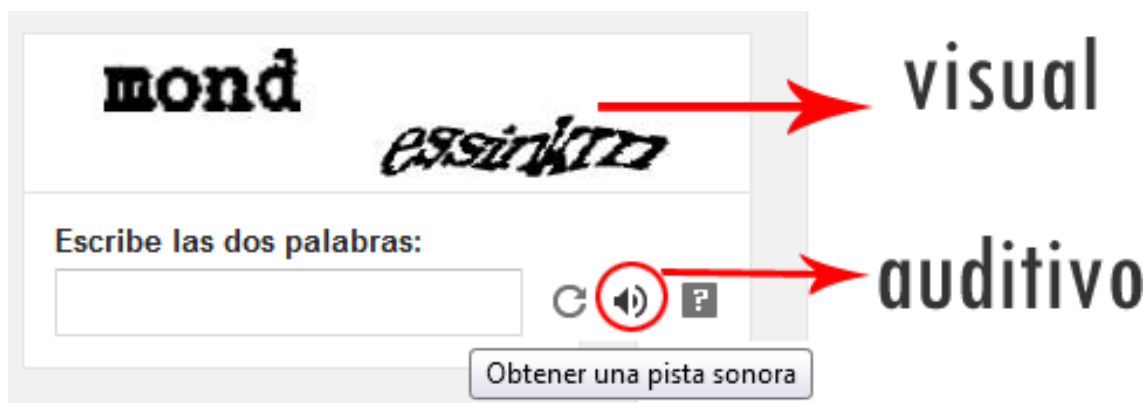 mond
visual
Escribe las dos palabras:
?
auditivo
Obtener una pista sonora